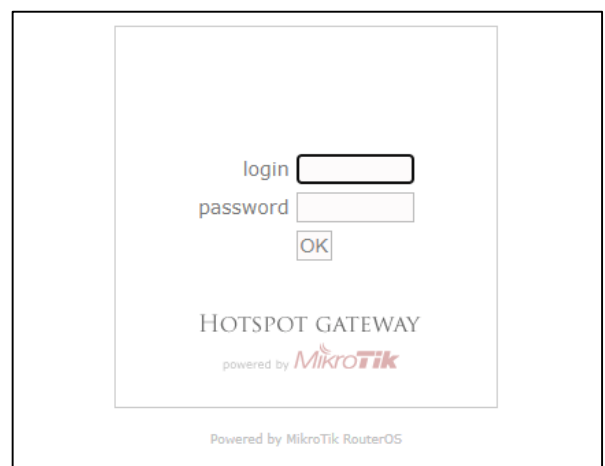 login
password
OK
HOTSPOT GATEWAY
powered by MikroTik
Powered by MikroTik RouterOS